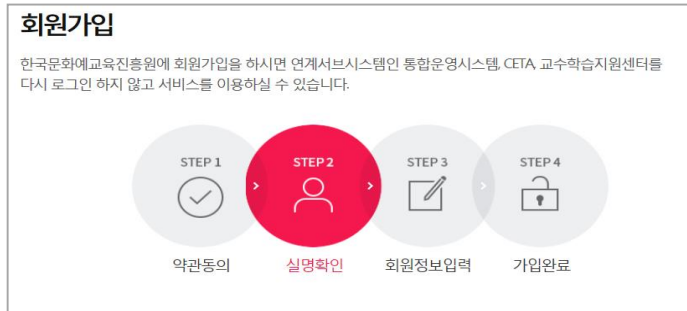 회원가입
한국문화예교육진흥원에 회원가입을 하시면 연계서브시스템인 통합운영시스템, CETA, 교수학습지원센터를
다시 로그인 하지 않고 서비스를 이용하실 수 있습니다.
STEP 1
STEP 2
STEP 3
STEP 4
약관동의
실명확인
회원정보입력
가입완료